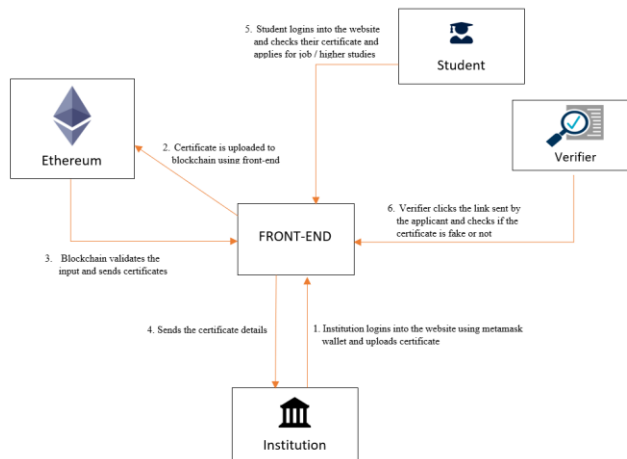 5. Student logins into the website
and checks their certificate and
applies for job / higher studies
Student
Ethereum
2. Certificate is uploaded to
blockchain using front-end
Verifier
FRONT-END
6. Verifier clicks the link sent by
the applicant and checks if the
certificate is fake or not
3. Blockchain validates the
input and sends certificates
4. Sends the certificate details
1. Institution logins into the website using metamask
wallet and uploads certificate
Institution